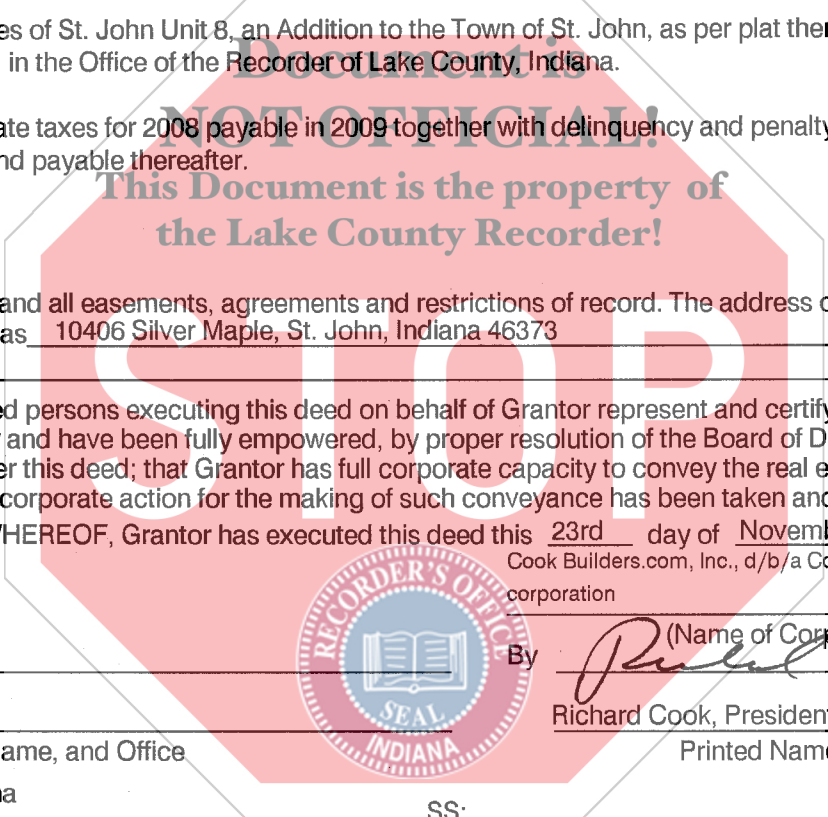 es of St. John Unit 8, an Addition to the Town of St. John, as per plat ther
in the Office of the Recorder of Lake County, Indiana.
Document is
ate taxes for 2008 payable in 2009 together with delinquency and penalty
NOT OFFICIAL!
nd payable thereafter.
This Document is the property of
the Lake County Recorder!
and all easements, agreements and restrictions of record. The address o
as 10406 Silver Maple, St. John, Indiana 46373
STOP
ed persons executing this deed on behalf of Grantor represent and certify
and have been fully empowered, by proper resolution of the Board of D
er this deed; that Grantor has full corporate capacity to convey the real e
corporate action for the making of such conveyance has been taken and
HEREOF, Grantor has executed this deed this 23rd day of Novemb
Cook Builders.com, Inc., d/b/a Co
corporation
(Name of Corp
By
RECORDER'S OFFICE
SEAL
INDIANA
Richard Cook, President
ame, and Office
Printed Name
na
SS: